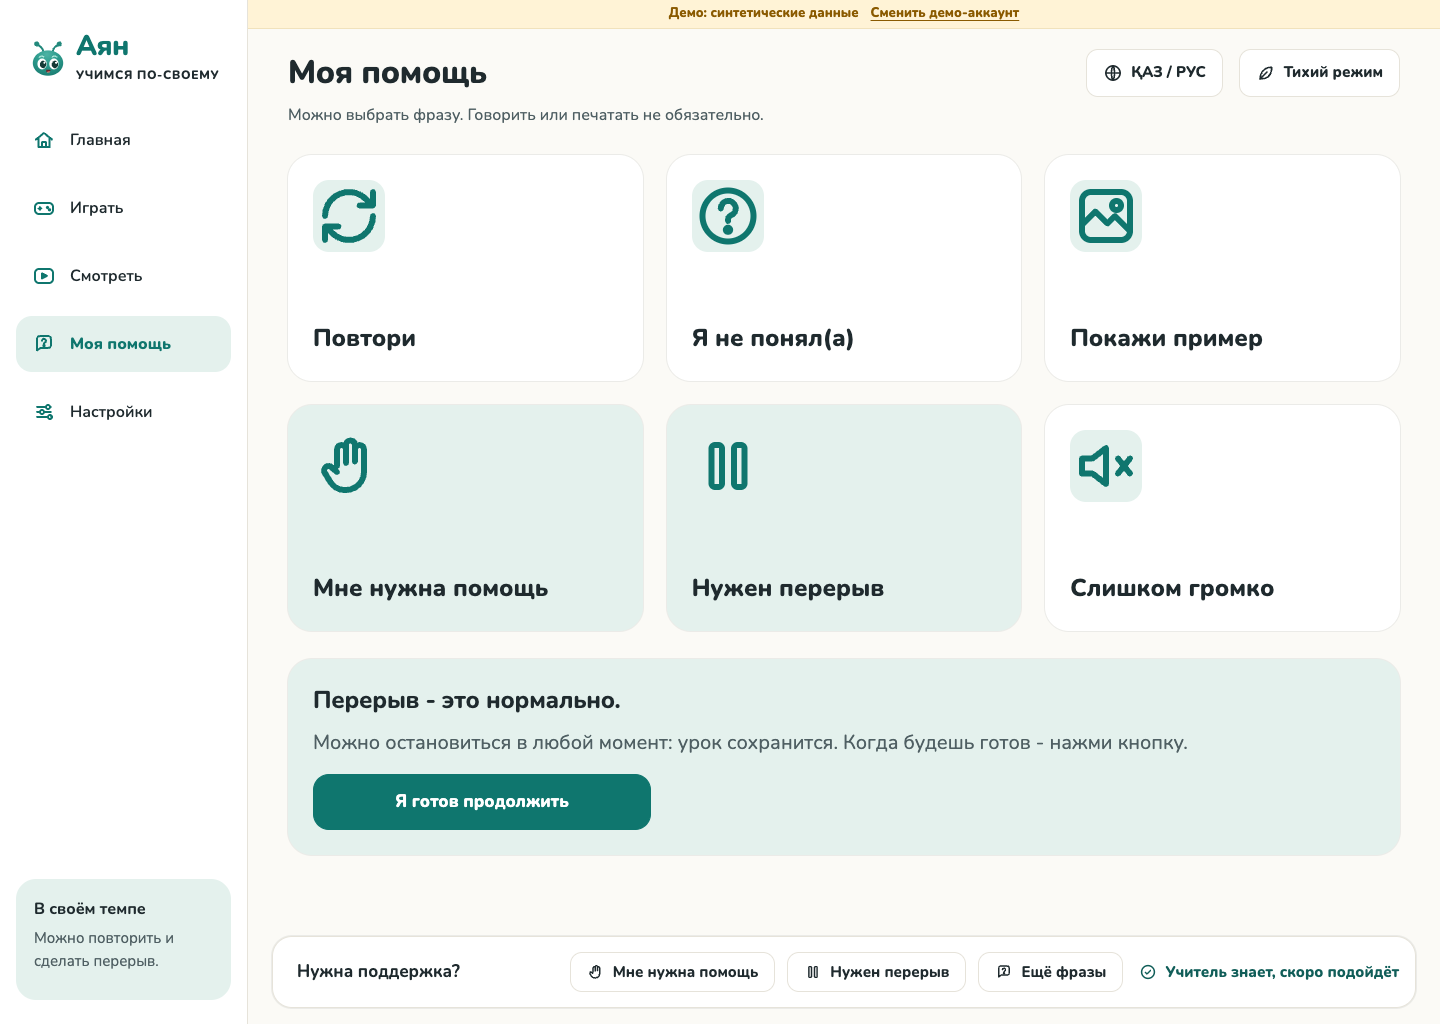 Демо: синтетические данные Сменить демо-аккаунт
Аян
УЧИМСЯ ПО-СВОЕМУ
Главная
Играть
Смотреть
Моя помощь
Настройки
В своём темпе
Можно повторить и
сделать перерыв.
Моя помощь
ҚАЗ / РУС
Тихий режим
Можно выбрать фразу. Говорить или печатать не обязательно.
Повтори
Я не понял(а)
Покажи пример
Мне нужна помощь
Нужен перерыв
Слишком громко
Перерыв - это нормально.
Можно остановиться в любой момент: урок сохранится. Когда будешь готов - нажми кнопку.
Я готов продолжить
Нужна поддержка?
Мне нужна помощь
Нужен перерыв
Ещё фразы
Учитель знает, скоро подойдёт